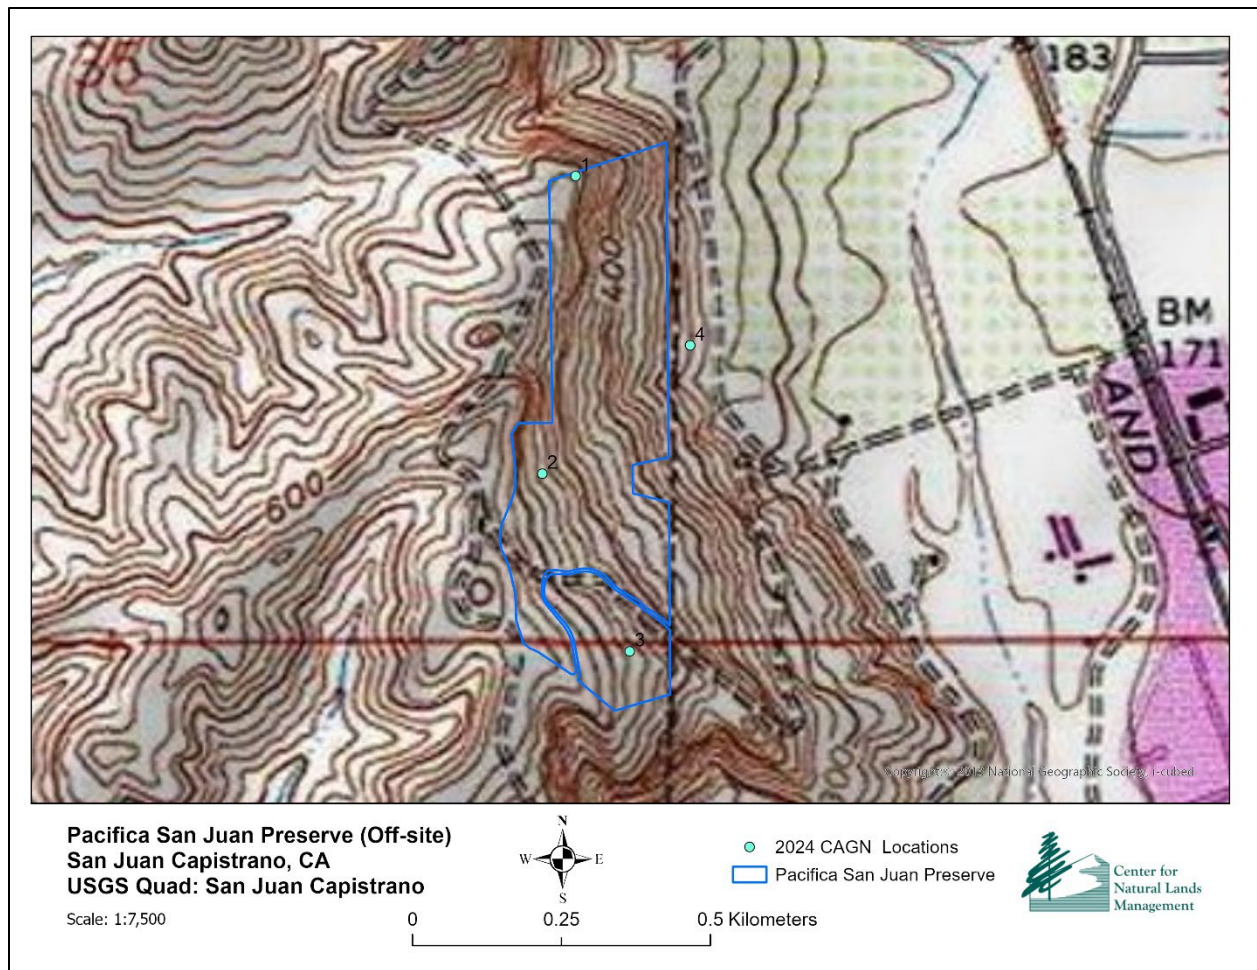 183
1
400
4
BM
171
AND
2
600
3
Copyright:© 2013 National Geographic Society, i-cubed
Pacifica San Juan Preserve (Off-site)
San Juan Capistrano, CA
USGS Quad: San Juan Capistrano
Scale: 1:7,500
N
W E
S
0 0.25 0.5 Kilometers
2024 CAGN Locations
Pacifica San Juan Preserve
Center for
Natural Lands
Management